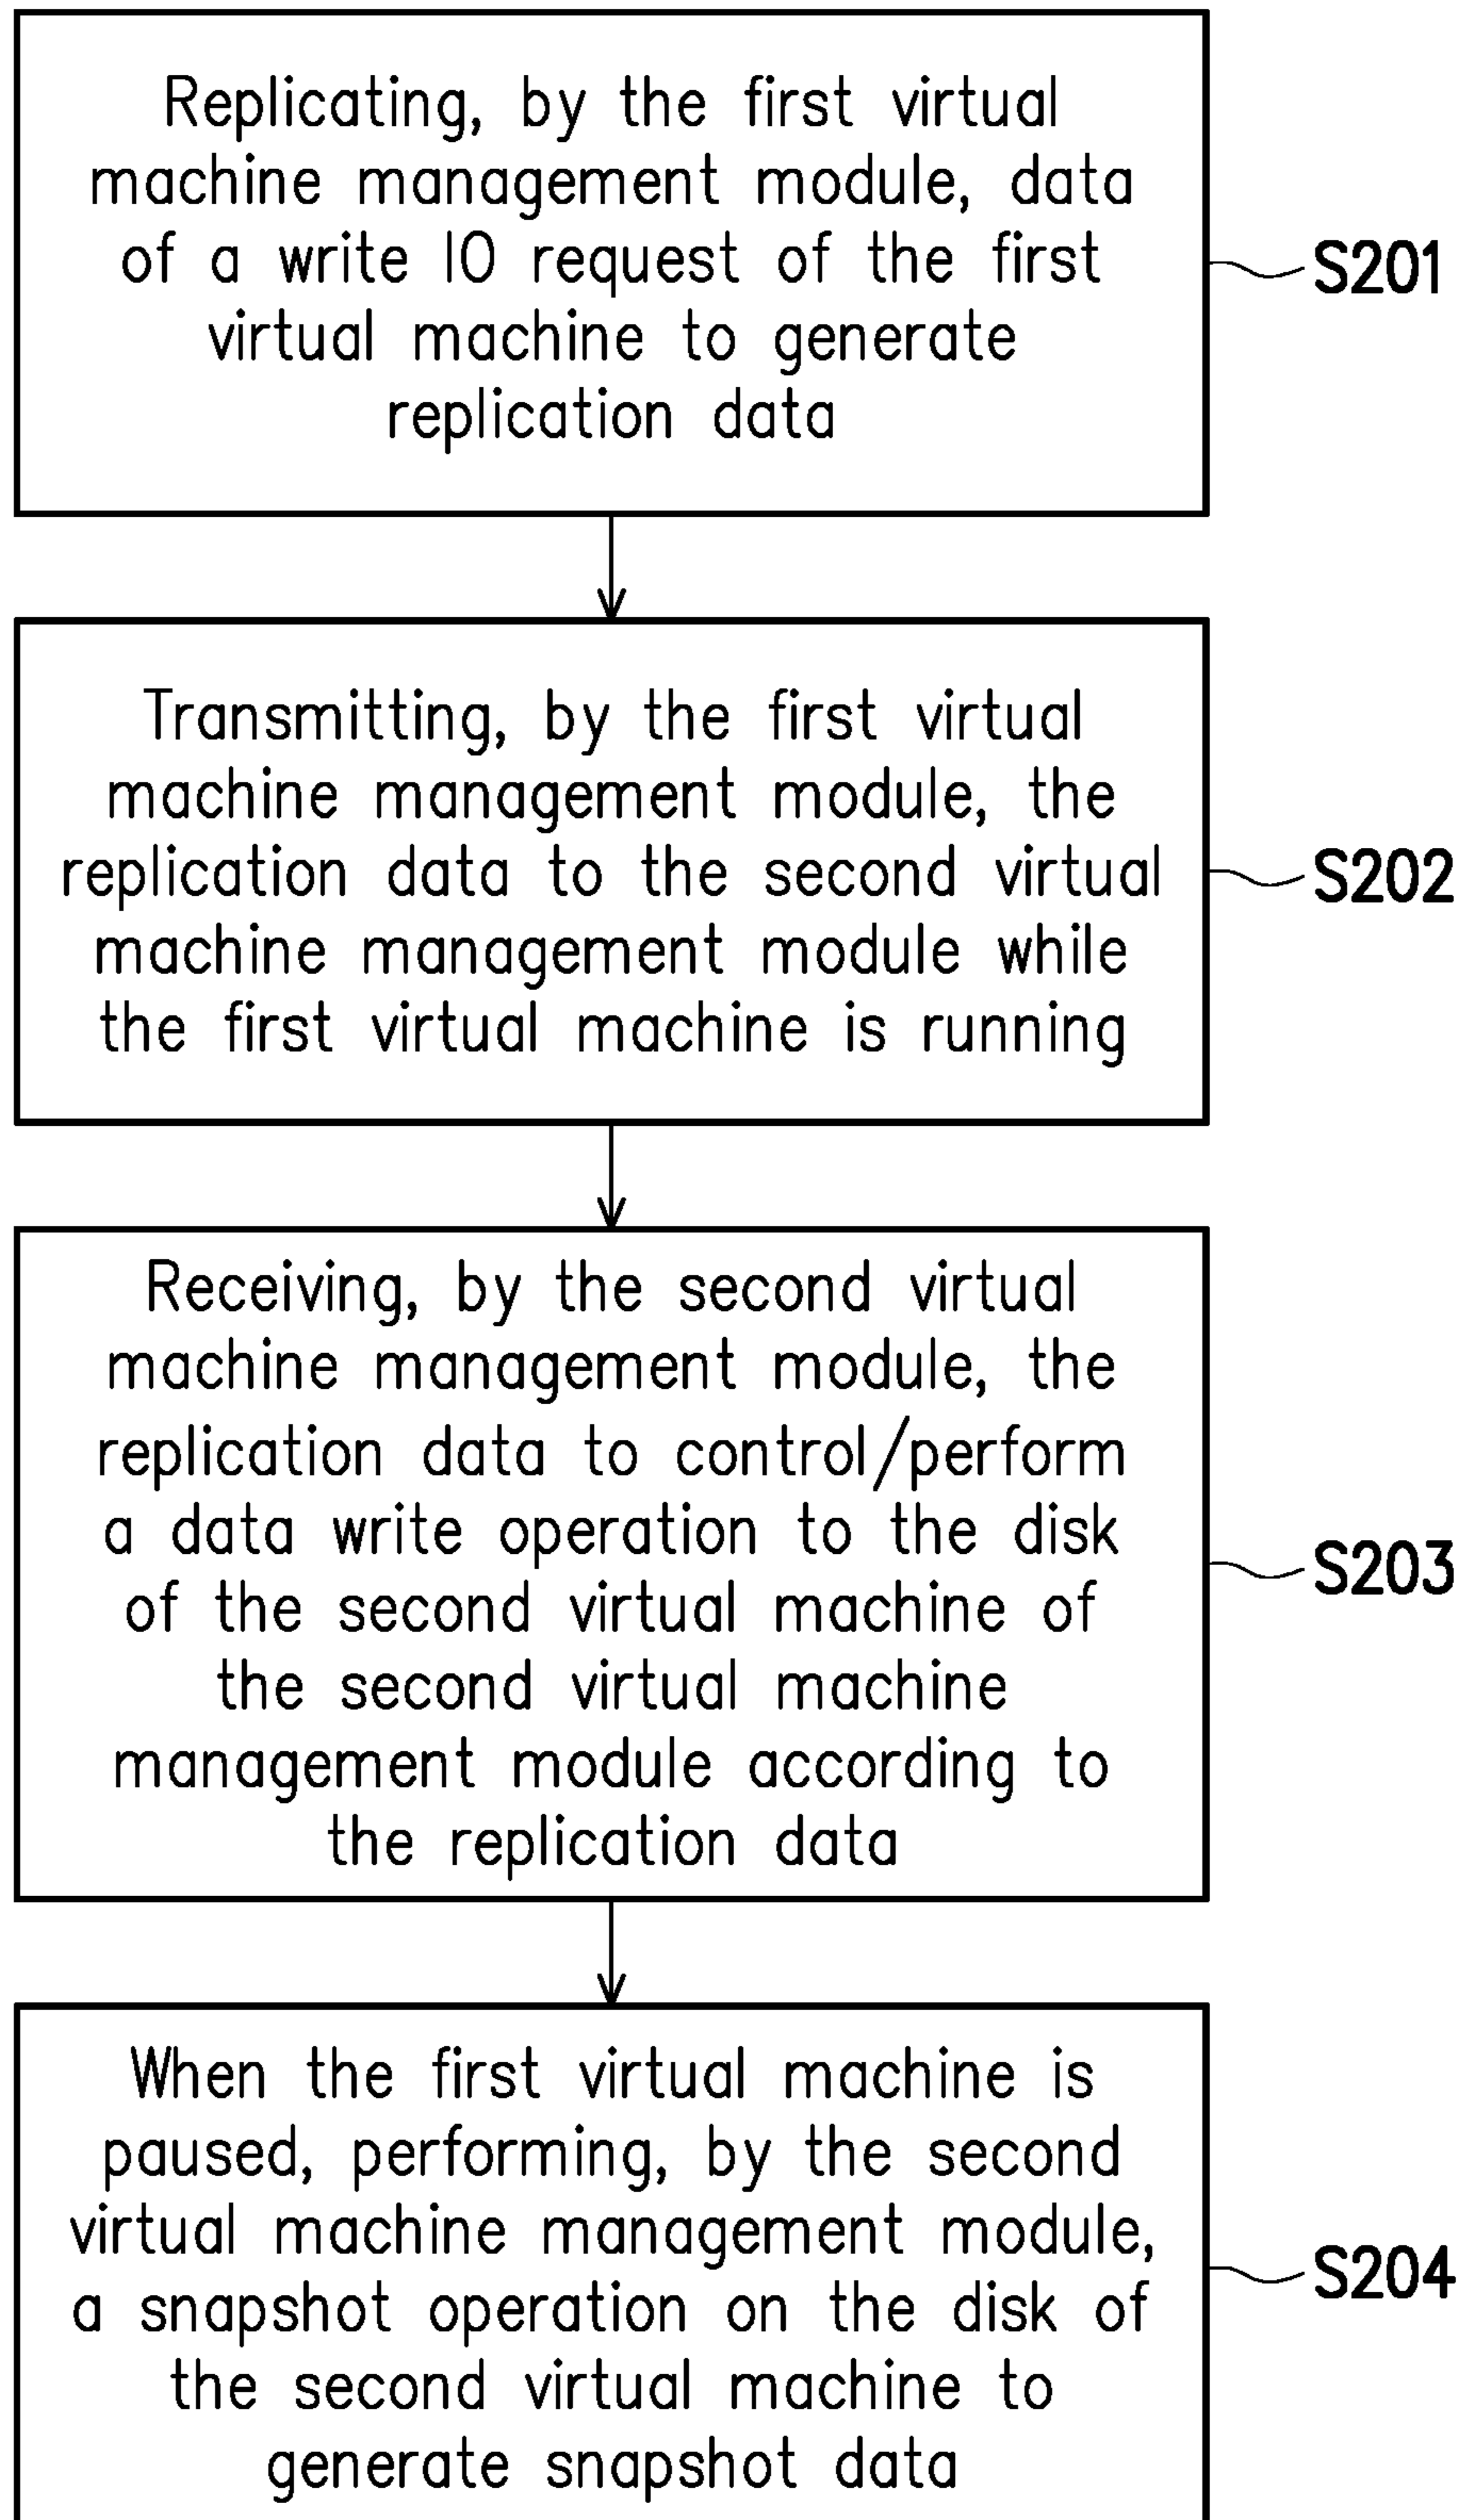 Replicating, by the first virtual
machine management module, data
of a write IO request of the first
virtual machine to generate
replication data
S201
Transmitting, by the first virtual
machine management module, the
replication data to the second virtual
machine management module while
the first virtual machine is running
S202
Receiving, by the second virtual
machine management module, the
replication data to control/perform
a data write operation to the disk
of the second virtual machine of
the second virtual machine
management module according to
the replication data
S203
When the first virtual machine is
paused, performing, by the second
virtual machine management module,
a snapshot operation on the disk of
the second virtual machine to
generate snapshot data
S204